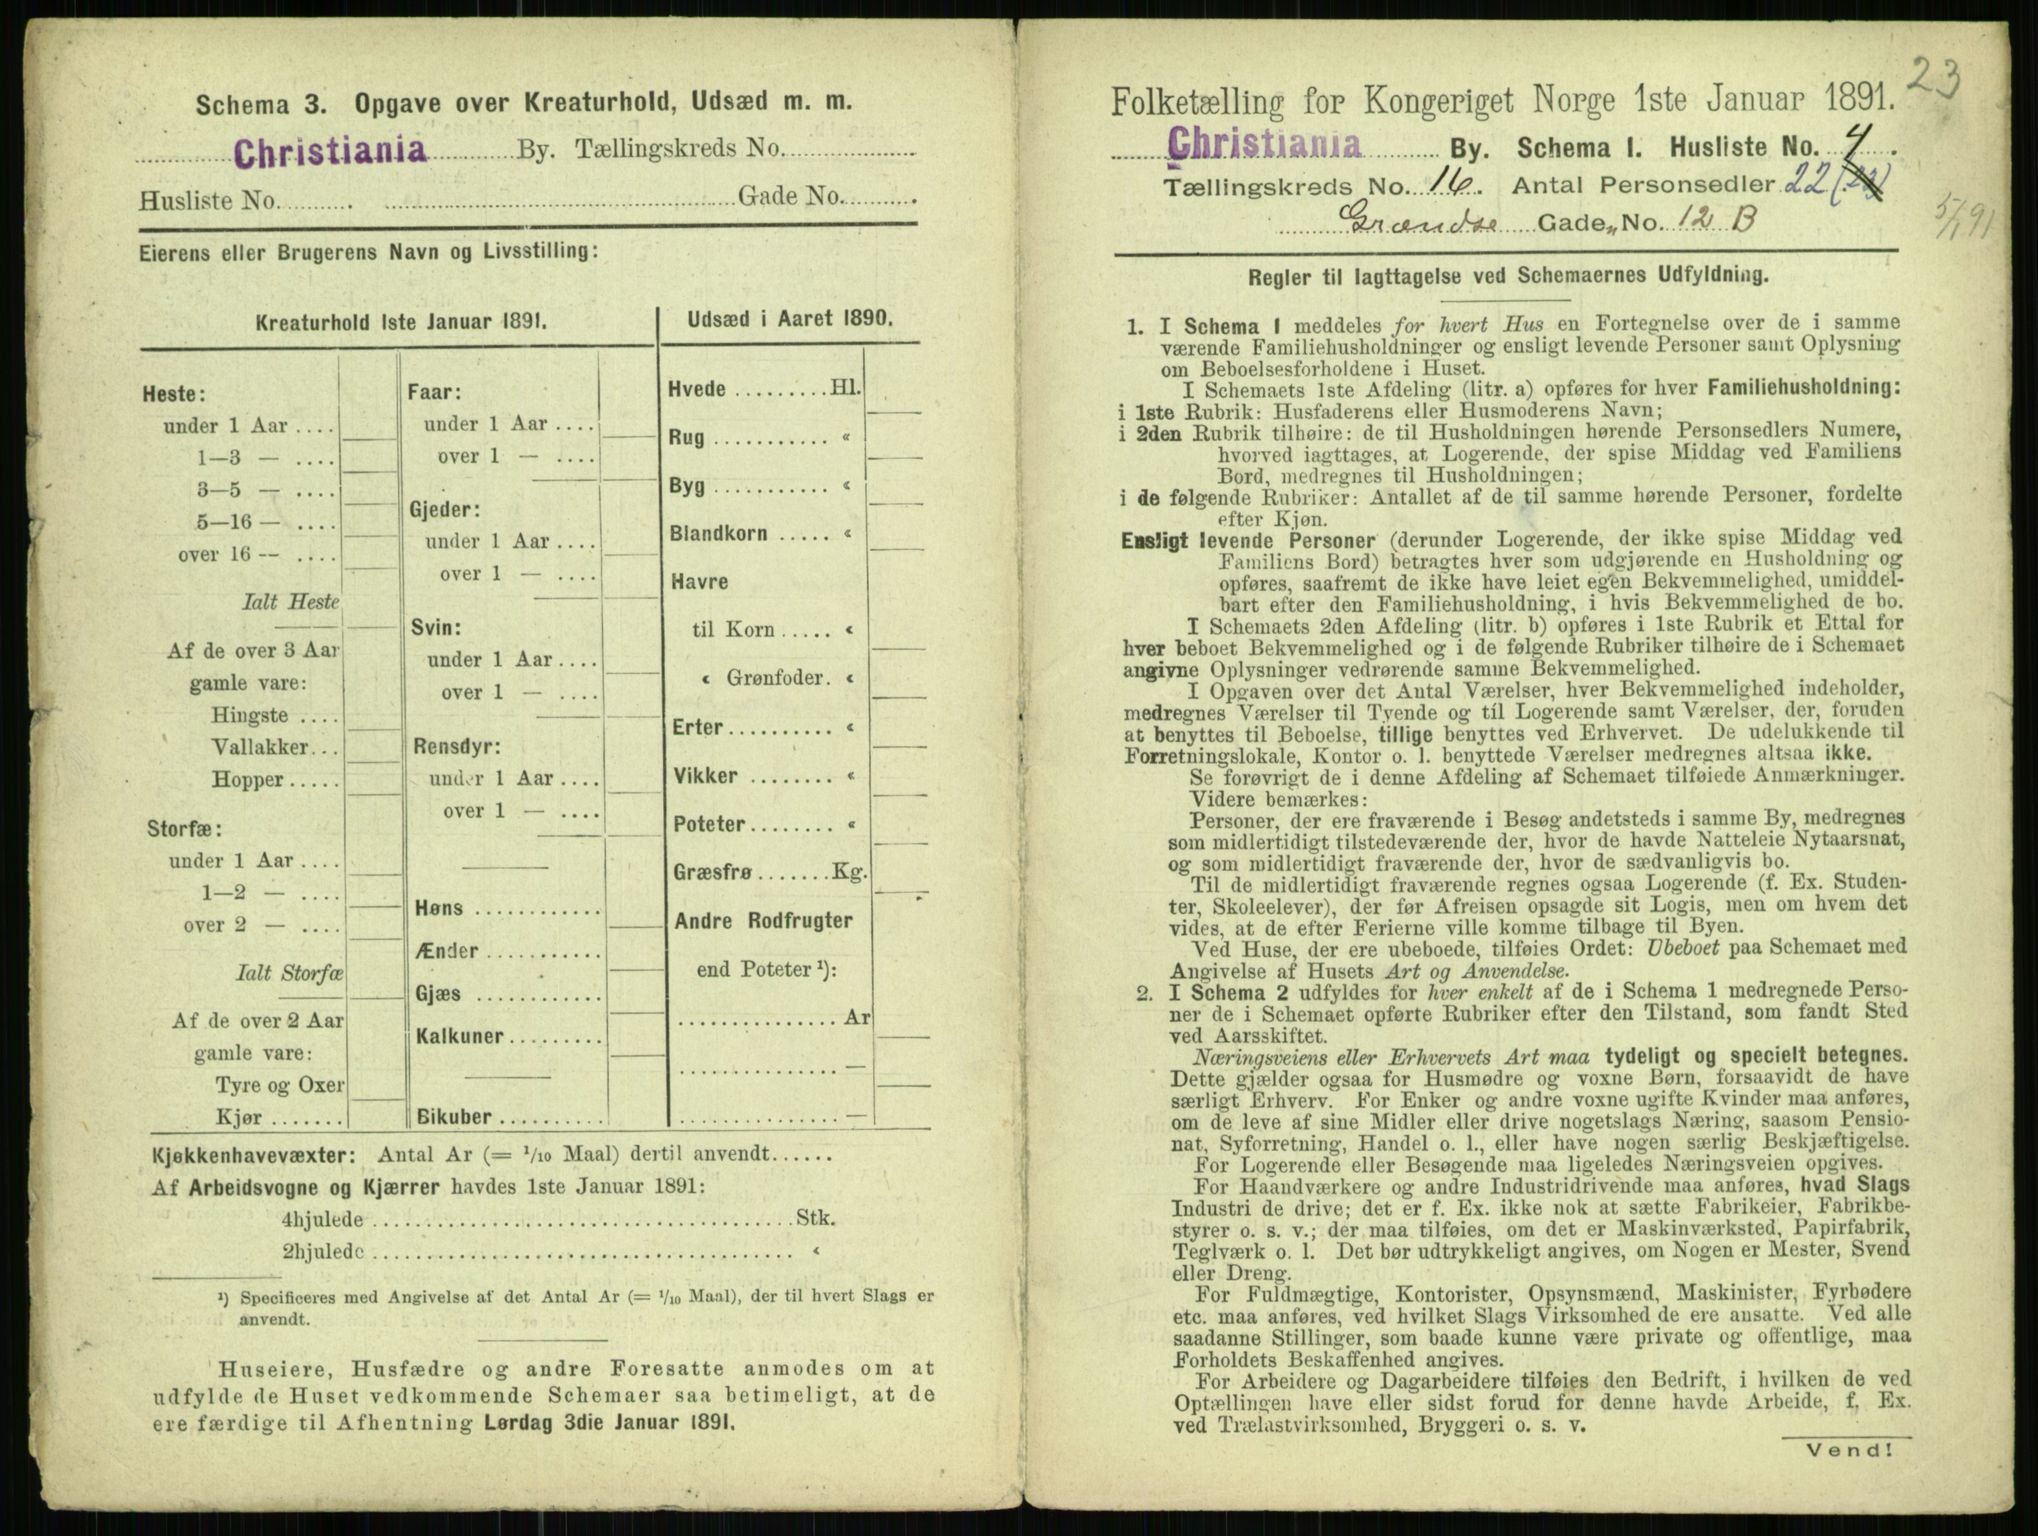 Schema 3. Opgave over Kreaturhold, Udsæd m. m.
Christiania By. Tællingskreds No.
Husliste No. Gade No.
Eierens eller Brugerens Navn og Livsstilling:
Kreaturhold 1ste Januar 1891.
Heste:
under 1 Aar ....
1—3 — ....
3—5 — ....
5—16 — ....
over 16 — ....
Ialt Heste
Af de over 3 Aar
gamle vare:
Hingste ....
Vallakker...
Hopper .....
Storfæ:
under 1 Aar ....
1—2 — ....
over 2 — ....
Ialt Storfæ
Af de over 2 Aar
gamle vare:
Tyre og Oxer
Kjør .......
Faar:
under 1 Aar ....
over 1 — ....
Gjeder:
under 1 Aar ....
over 1 — ....
Svin:
under 1 Aar ....
over 1 — ....
Rensdyr:
under 1 Aar ....
over 1 — ....
Høns ............
Ænder ...........
Gjæs ............
Kalkuner .........
Bikuber ..........
Udsæd i Aaret 1890.
Hvede .........Hl.
Rug ........... «
Byg ........... «
Blandkorn ..... «
Havre
til Korn ..... «
« Grønfoder. «
Erter .......... «
Vikker ........ «
Poteter ........ «
Græsfrø .......Kg.
Andre Rodfrugter
end Poteter ¹):
............... Ar
............... —
............... —
Kjøkkenhavevæxter: Antal Ar (= 1/10 Maal) dertil anvendt......
Af Arbeidsvogne og Kjærrer havdes 1ste Januar 1891:
4hjulede ........................................Stk.
2hjulede ........................................ «
¹) Specificeres med Angivelse af det Antal Ar (= 1/10 Maal), der til hvert Slags er
anvendt.
Huseiere, Husfædre og andre Foresatte anmodes om at
udfylde de Huset vedkommende Schemaer saa betimeligt, at de
ere færdige til Afhentning Lørdag 3die Januar 1891.
23
Folketælling for Kongeriget Norge 1ste Januar 1891.
Christiania By. Schema I. Husliste No. 4.
Tællingskreds No. 16. Antal Personsedler 22 (23)
Grændse Gade, No. 12 B
5/1 91
Regler til Iagttagelse ved Schemaernes Udfyldning.
1. I Schema 1 meddeles for hvert Hus en Fortegnelse over de i samme
værende Familiehusholdninger og ensligt levende Personer samt Oplysning
om Beboelsesforholdene i Huset.
I Schemaets 1ste Afdeling (litr. a) opføres for hver Familiehusholdning:
i 1ste Rubrik: Husfaderens eller Husmoderens Navn;
i 2den Rubrik tilhøire: de til Husholdningen hørende Personsedlers Numere,
hvorved iagttages, at Logerende, der spise Middag ved Familiens
Bord, medregnes til Husholdningen;
i de følgende Rubriker: Antallet af de til samme hørende Personer, fordelte
efter Kjøn.
Ensligt levende Personer (derunder Logerende, der ikke spise Middag ved
Familiens Bord) betragtes hver som udgjørende en Husholdning og
opføres, saafremt de ikke have leiet egen Bekvemmelighed, umiddel-
bart efter den Familiehusholdning, i hvis Bekvemmelighed de bo.
I Schemaets 2den Afdeling (litr. b) opføres i 1ste Rubrik et Ettal for
hver beboet Bekvemmelighed og i de følgende Rubriker tilhøire de i Schemaet
angivne Oplysninger vedrørende samme Bekvemmelighed.
I Opgaven over det Antal Værelser, hver Bekvemmelighed indeholder,
medregnes Værelser til Tyende og til Logerende samt Værelser, der, foruden
at benyttes til Beboelse, tillige benyttes ved Erhvervet. De udelukkende til
Forretningslokale, Kontor o. l. benyttede Værelser medregnes altsaa ikke.
Se forøvrigt de i denne Afdeling af Schemaet tilføiede Anmærkninger.
Videre bemærkes:
Personer, der ere fraværende i Besøg andetsteds i samme By, medregnes
som midlertidigt tilstedeværende der, hvor de havde Natteleie Nytaarsnat,
og som midlertidigt fraværende der, hvor de sædvanligvis bo.
Til de midlertidigt fraværende regnes ogsaa Logerende (f. Ex. Studen-
ter, Skoleelever), der før Afreisen opsagde sit Logis, men om hvem det
vides, at de efter Ferierne ville komme tilbage til Byen.
Ved Huse, der ere ubeboede, tilføies Ordet: Ubeboet paa Schemaet med
Angivelse af Husets Art og Anvendelse.
2. I Schema 2 udfyldes for hver enkelt af de i Schema 1 medregnede Perso-
ner de i Schemaet opførte Rubriker efter den Tilstand, som fandt Sted
ved Aarsskiftet.
Næringsveiens eller Erhvervets Art maa tydeligt og specielt betegnes.
Dette gjælder ogsaa for Husmødre og voxne Børn, forsaavidt de have
særligt Erhverv. For Enker og andre voxne ugifte Kvinder maa anføres,
om de leve af sine Midler eller drive nogetslags Næring, saasom Pensio-
nat, Syforretning, Handel o. l., eller have nogen særlig Beskjæftigelse.
For Logerende eller Besøgende maa ligeledes Næringsveien opgives.
For Haandværkere og andre Industridrivende maa anføres, hvad Slags
Industri de drive; det er f. Ex. ikke nok at sætte Fabrikeier, Fabrikbe-
styrer o. s. v.; der maa tilføies, om det er Maskinværksted, Papirfabrik,
Teglværk o. l. Det bør udtrykkeligt angives, om Nogen er Mester, Svend
eller Dreng.
For Fuldmægtige, Kontorister, Opsynsmænd, Maskinister, Fyrbødere
etc. maa anføres, ved hvilket Slags Virksomhed de ere ansatte. Ved alle
saadanne Stillinger, som baade kunne være private og offentlige, maa
Forholdets Beskaffenhed angives.
For Arbeidere og Dagarbeidere tilføies den Bedrift, i hvilken de ved
Optællingen have eller sidst forud for denne havde Arbeide, f. Ex.
ved Trælastvirksomhed, Bryggeri o. s. v.
Vend!